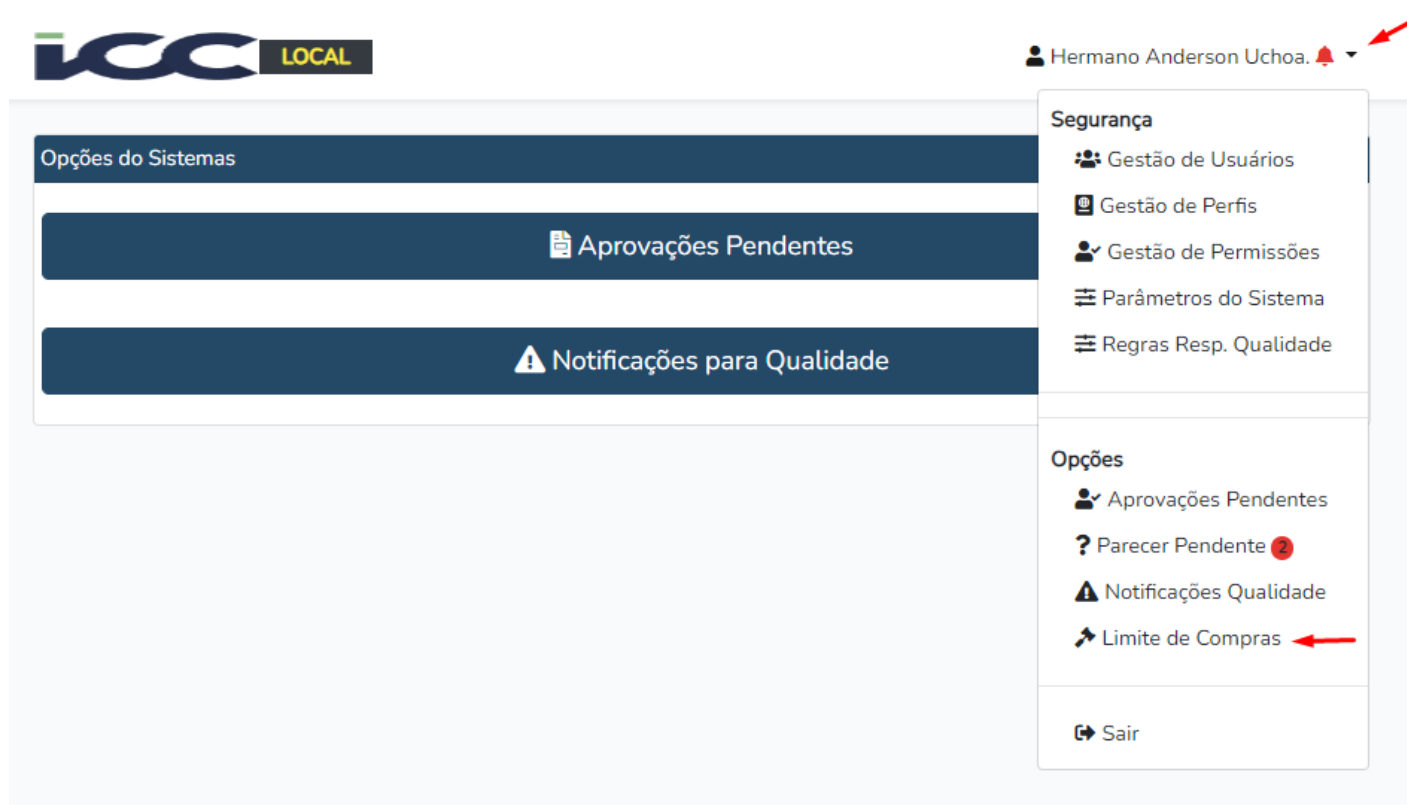 icc LOCAL
Hermano Anderson Uchoa.
Opções do Sistemas
Aprovações Pendentes
Notificações para Qualidade
Segurança
Gestão de Usuários
Gestão de Perfis
Gestão de Permissões
Parâmetros do Sistema
Regras Resp. Qualidade
Opções
Aprovações Pendentes
? Parecer Pendente 2
Notificações Qualidade
Limite de Compras
Sair